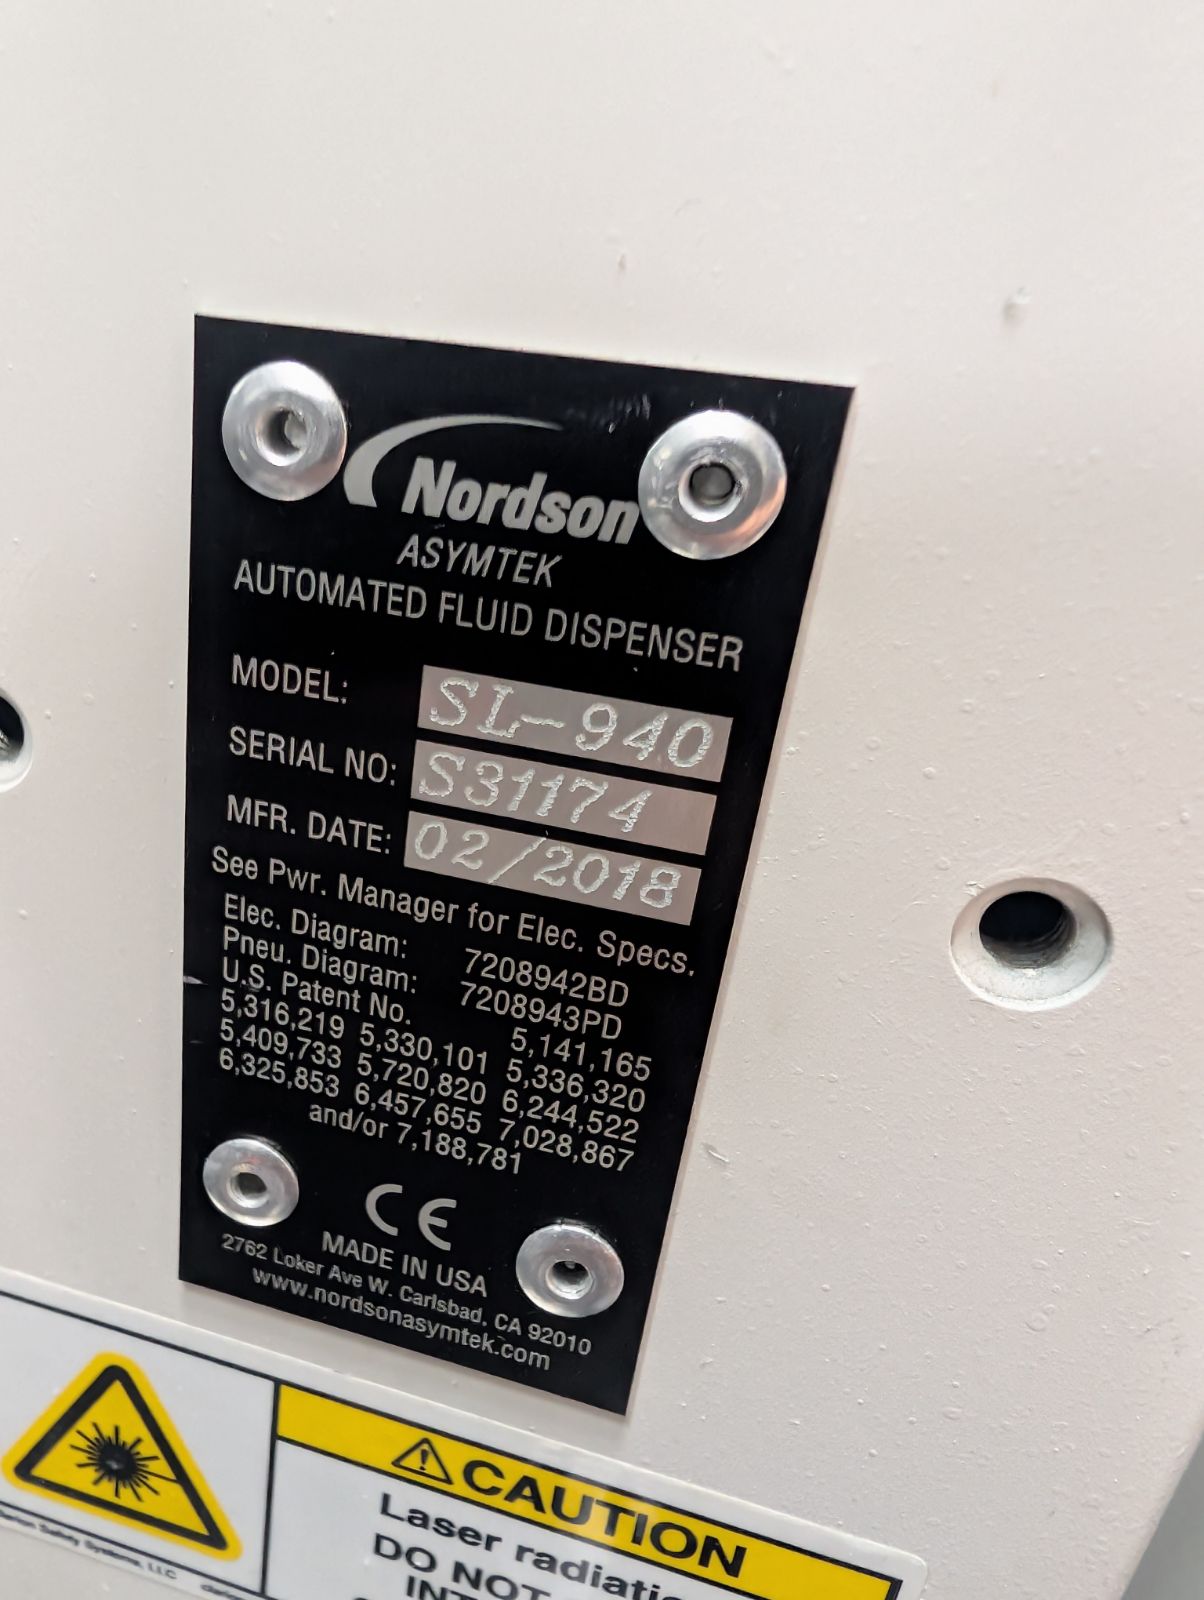 Nordson
ASYMTEK
AUTOMATED FLUID DISPENSER
MODEL: SL-940
SERIAL NO: S31174
MFR. DATE: 02/2018
See Pwr. Manager for Elec. Specs.
Elec. Diagram: 7208942BD
Pneu. Diagram: 7208943PD
U.S. Patent No. 5,141,165
5,316,219 5,330,101 5,336,320
5,409,733 5,720,820 6,244,522
6,325,853 6,457,655 7,028,867
and/or 7,188,781
CE
MADE IN USA
2762 Loker Ave W. Carlsbad, CA 92010
www.nordsonasymtek.com
CAUTION
Laser
DO NOT
Safety Systems, LLC